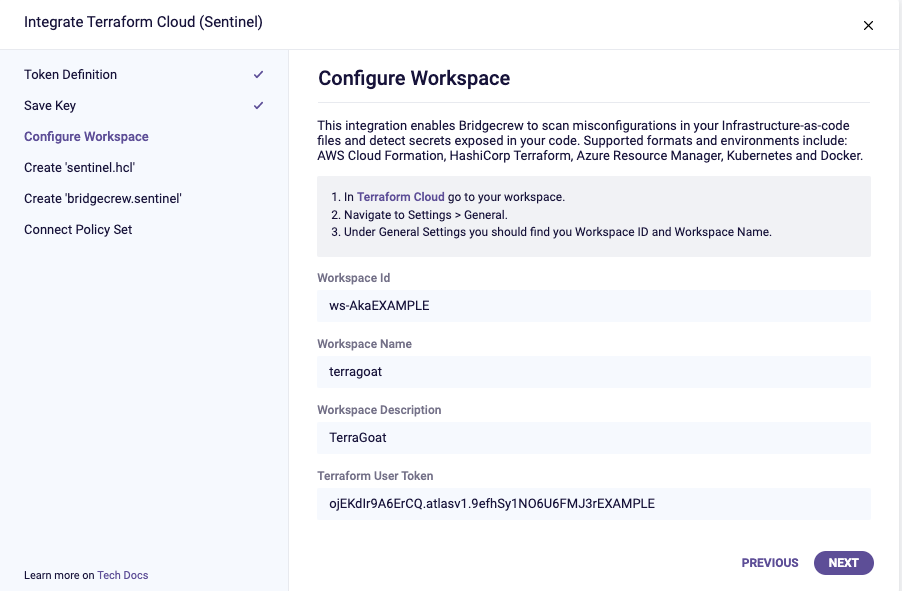 Integrate Terraform Cloud (Sentinel)
Token Definition
Save Key
Configure Workspace
Create 'sentinel.hcl'
Create 'bridgecrew.sentinel'
Connect Policy Set
Learn more on Tech Docs
Configure Workspace
This integration enables Bridgecrew to scan misconfigurations in your Infrastructure-as-code
files and detect secrets exposed in your code. Supported formats and environments include:
AWS Cloud Formation, HashiCorp Terraform, Azure Resource Manager, Kubernetes and Docker.
1. In Terraform Cloud go to your workspace.
2. Navigate to Settings > General.
3. Under General Settings you should find you Workspace ID and Workspace Name.
Workspace Id
ws-AkaEXAMPLE
Workspace Name
terragoat
Workspace Description
TerraGoat
Terraform User Token
ojEKdIr9A6ErCQ.atlasv1.9efhSy1NO6U6FMJ3rEXAMPLE
PREVIOUS
NEXT